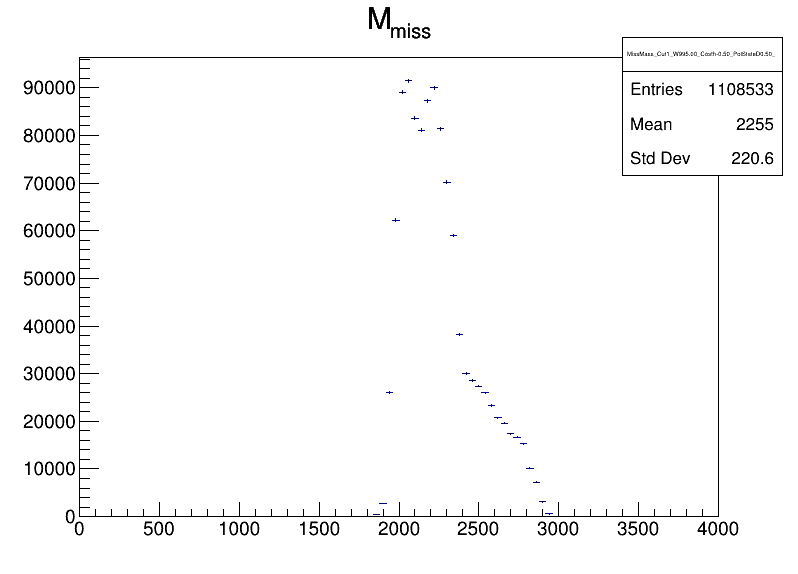 M_miss
MissMass_Cut1_W995.00_Costh-0.50_PolStateD0.50_
Entries 1108533
Mean 2255
Std Dev 220.6
90000
80000
70000
60000
50000
40000
30000
20000
10000
0
0 500 1000 1500 2000 2500 3000 3500 4000